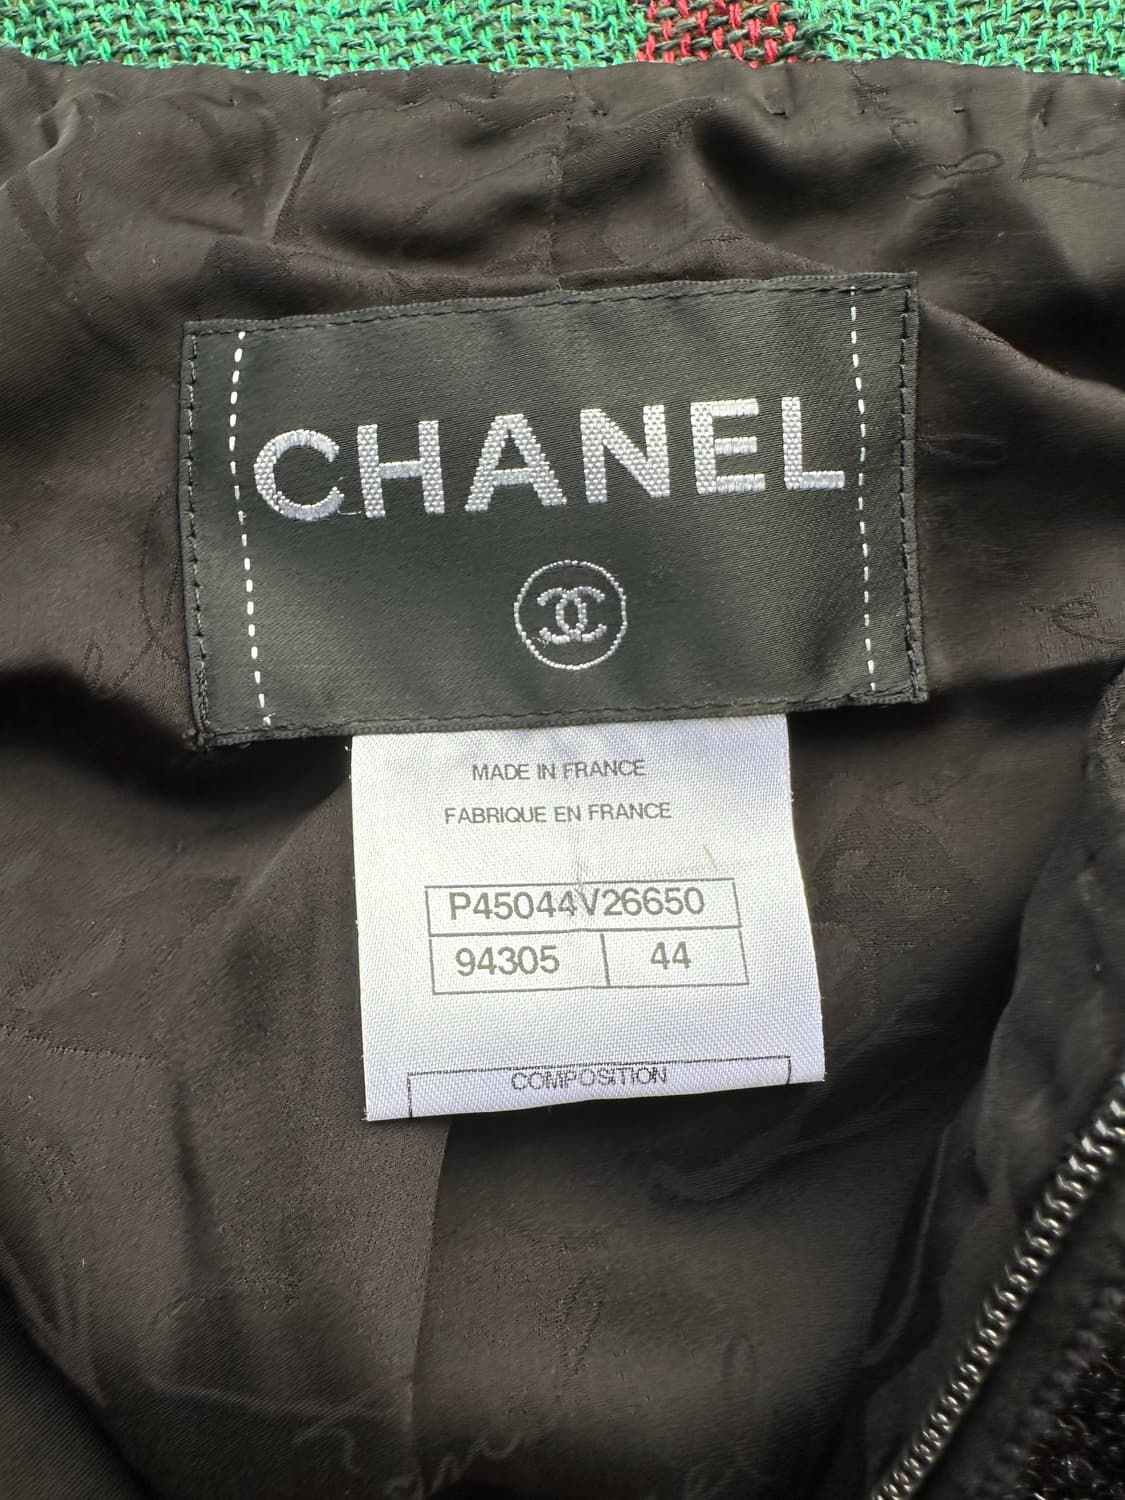 CHANEL
MADE IN FRANCE
FABRIQUE EN FRANCE
P45044V26650
94305 44
COMPOSITION